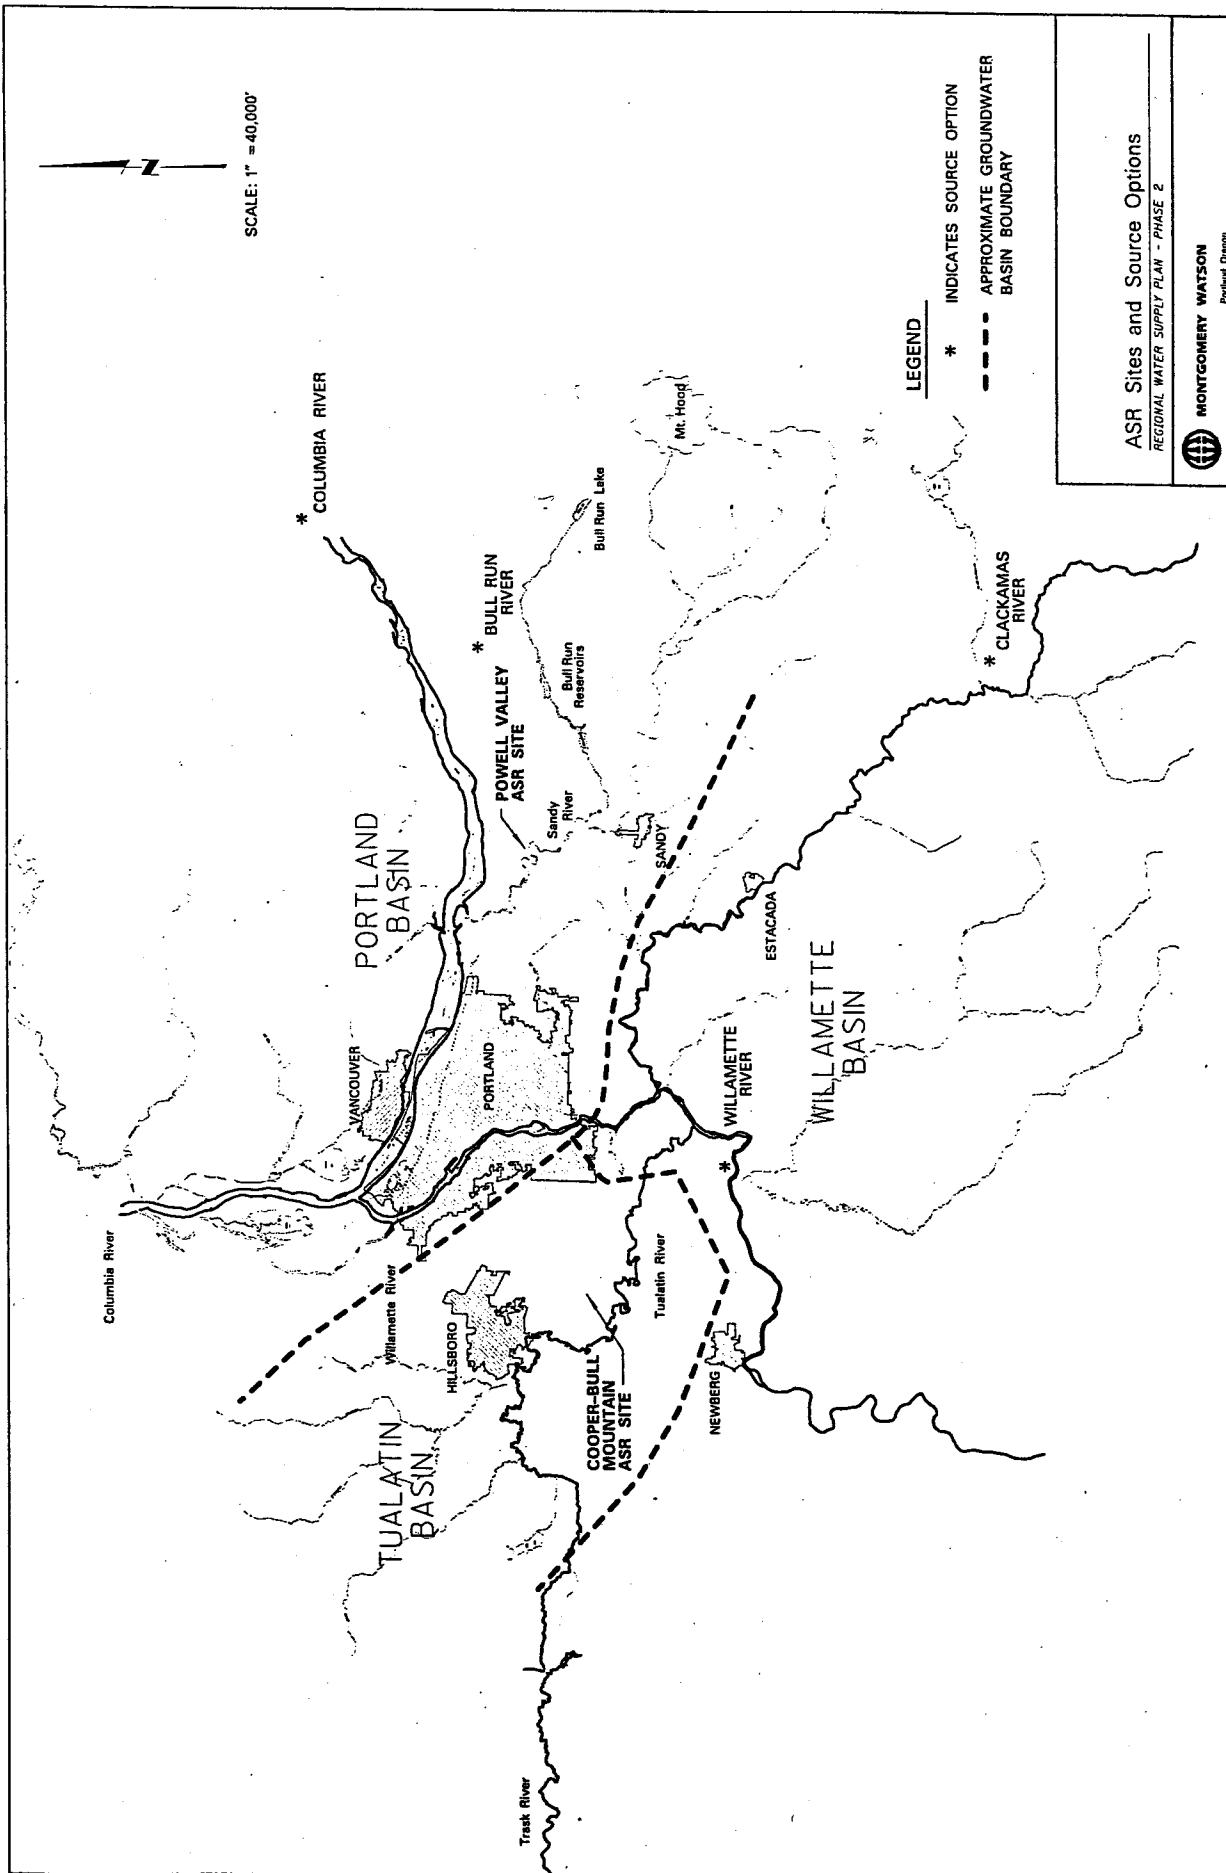 N
SCALE: 1" = 40,000'
* COLUMBIA RIVER
* BULL RUN
RIVER
POWELL VALLEY
ASR SITE
PORTLAND
BASIN
Bull Run Lake
Bull Run
Reservoirs
Mt. Hood
Sandy
River
SANDY
VANCOUVER
PORTLAND
Columbia River
Willamette River
HILLSBORO
TUALATIN
BASIN
COOPER-BULL
MOUNTAIN
ASR SITE
Tualatin River
Trask River
NEWBERG
WILLAMETTE
RIVER
*
WILLAMETTE
BASIN
ESTACADA
* CLACKAMAS
RIVER
LEGEND
* INDICATES SOURCE OPTION
APPROXIMATE GROUNDWATER
BASIN BOUNDARY
ASR Sites and Source Options
REGIONAL WATER SUPPLY PLAN - PHASE 2
MONTGOMERY WATSON
Portland, Oregon